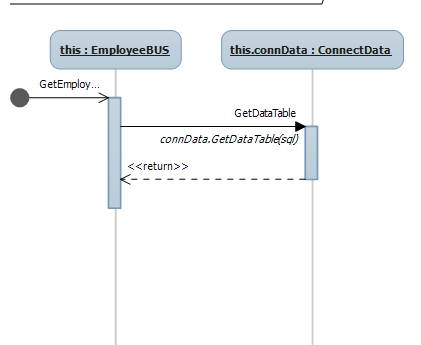 this : EmployeeBUS
this.connData : ConnectData
GetEmploy...
GetDataTable
connData.GetDataTable(sql)
<<return>>